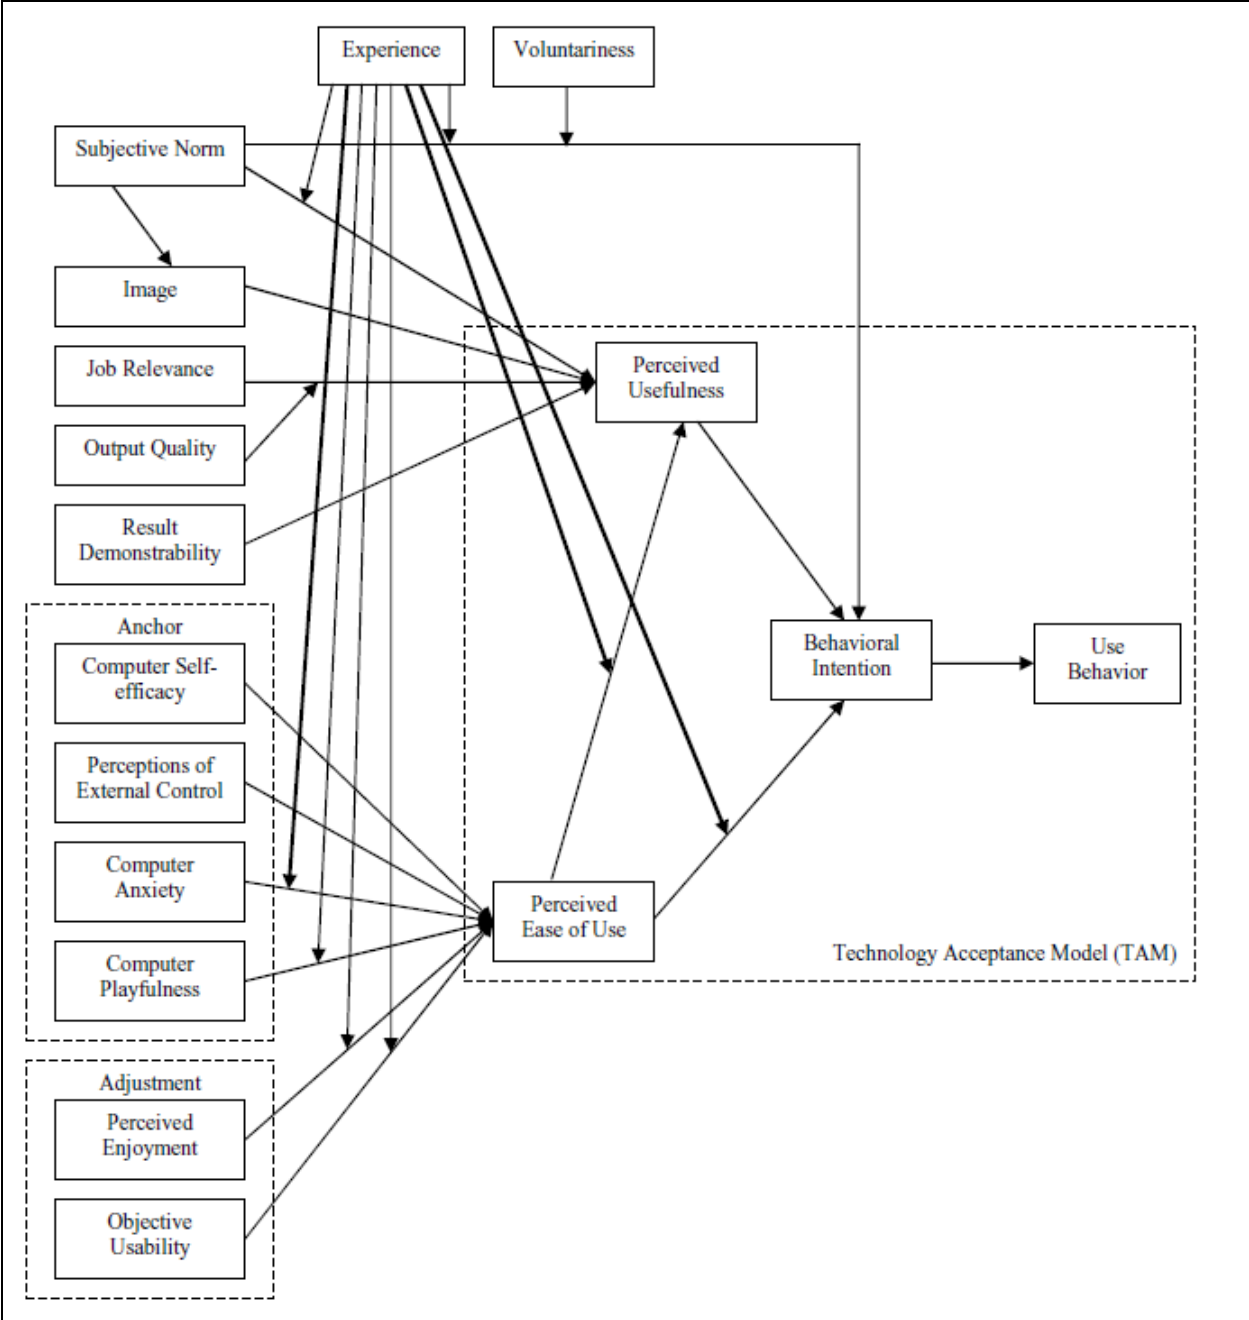 Experience
Voluntariness
Subjective Norm
Image
Job Relevance
Perceived
Usefulness
Output Quality
Result
Demonstrability
Anchor
Computer Self-
efficacy
Behavioral
Intention
Use
Behavior
Perceptions of
External Control
Computer
Anxiety
Perceived
Ease of Use
Technology Acceptance Model (TAM)
Computer
Playfulness
Adjustment
Perceived
Enjoyment
Objective
Usability